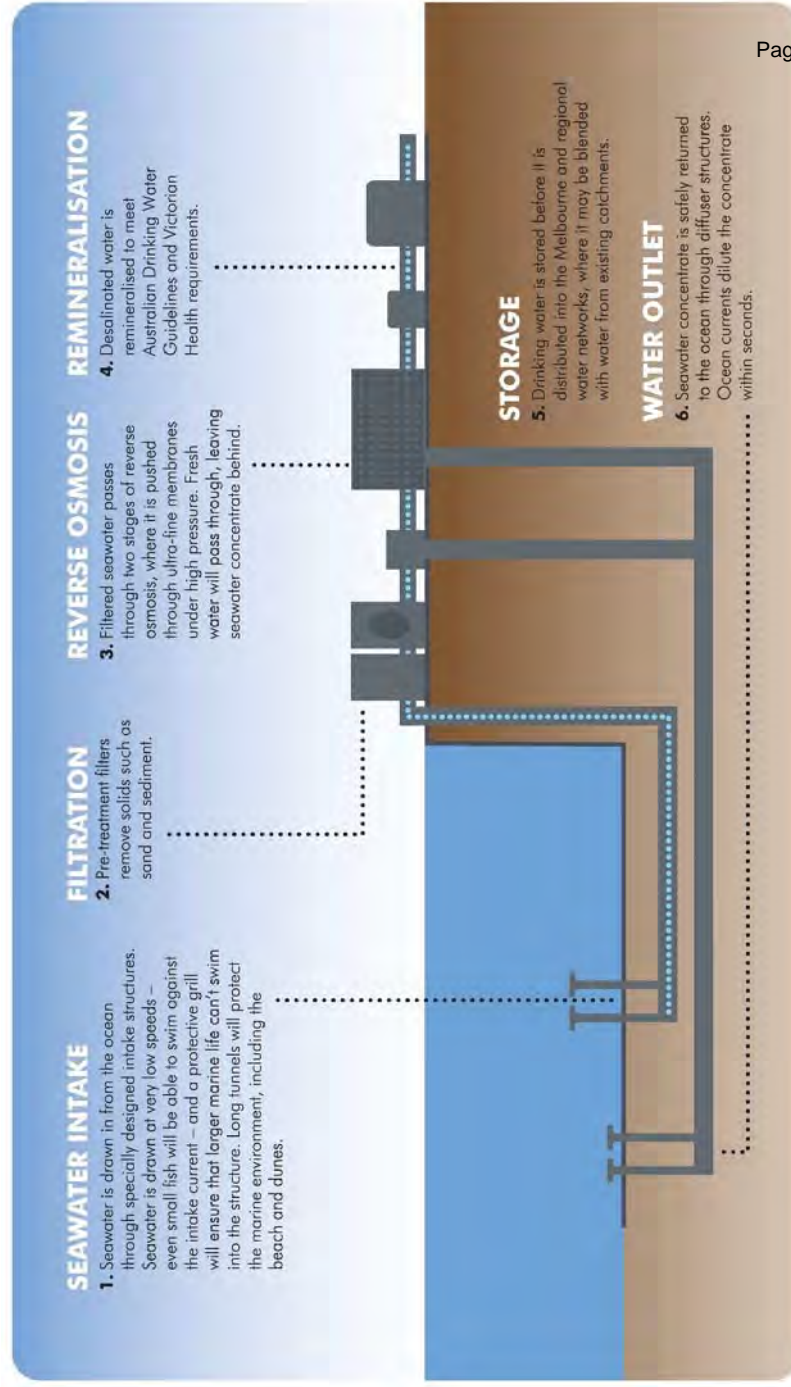 Pag
SEAWATER INTAKE
1. Seawater is drawn in from the ocean
through specially designed intake structures.
Seawater is drawn at very low speeds –
even small fish will be able to swim against
the intake current – and a protective grill
will ensure that larger marine life can't swim
into the structure. Long tunnels will protect
the marine environment, including the
beach and dunes.
FILTRATION
2. Pre-treatment filters
remove solids such as
sand and sediment.
REVERSE OSMOSIS
3. Filtered seawater passes
through two stages of reverse
osmosis, where it is pushed
through ultra-fine membranes
under high pressure. Fresh
water will pass through, leaving
seawater concentrate behind.
REMINERALISATION
4. Desalinated water is
remineralised to meet
Australian Drinking Water
Guidelines and Victorian
Health requirements.
STORAGE
5. Drinking water is stored before it is
distributed into the Melbourne and regional
water networks, where it may be blended
with water from existing catchments.
WATER OUTLET
6. Seawater concentrate is safely returned
to the ocean through diffuser structures.
Ocean currents dilute the concentrate
within seconds.